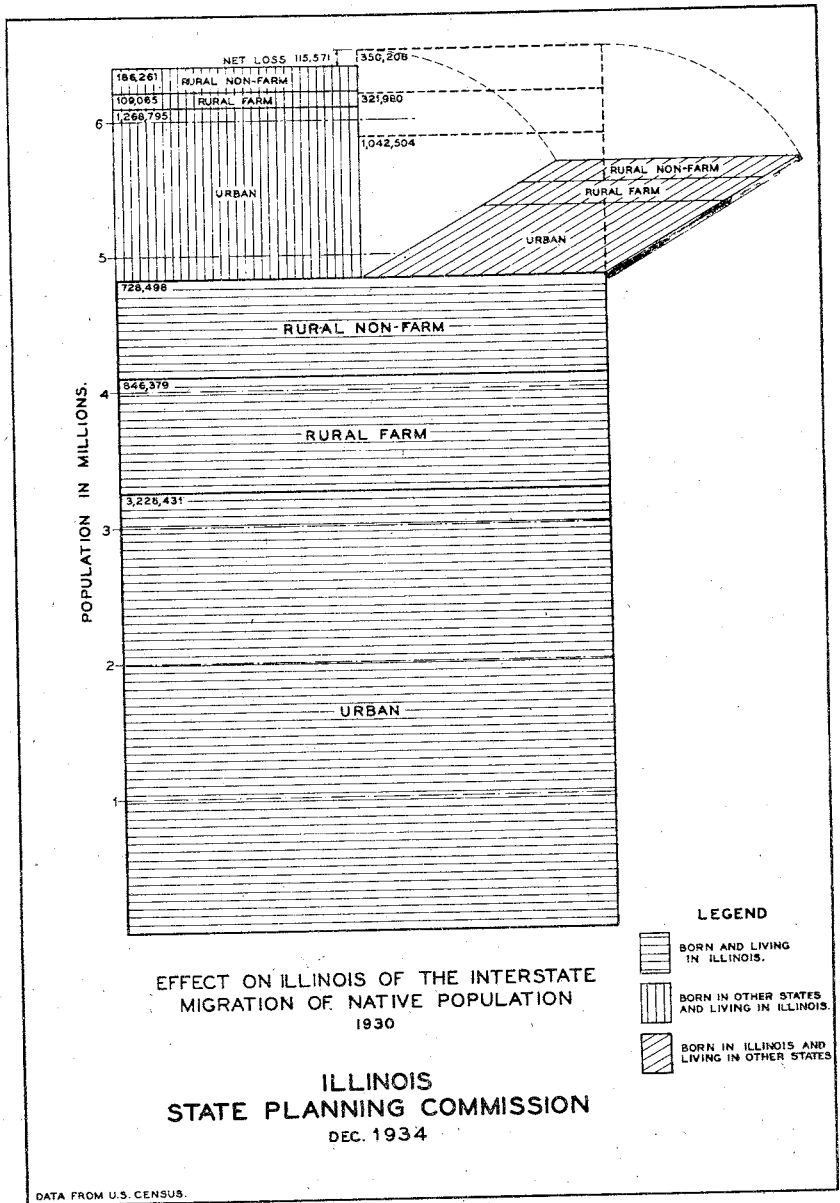 NET LOSS 115,571
350,208
186,261
RURAL NON-FARM
109,065
RURAL FARM
321,980
1,268,795
6
1,042,504
URBAN
RURAL NON-FARM
RURAL FARM
URBAN
5
728,498
RURAL NON-FARM
846,379
4
RURAL FARM
3,228,431
3
POPULATION IN MILLIONS.
2
URBAN
1
LEGEND
BORN AND LIVING
IN ILLINOIS.
BORN IN OTHER STATES
AND LIVING IN ILLINOIS.
BORN IN ILLINOIS AND
LIVING IN OTHER STATES
EFFECT ON ILLINOIS OF THE INTERSTATE
MIGRATION OF NATIVE POPULATION
1930
ILLINOIS
STATE PLANNING COMMISSION
DEC. 1934
DATA FROM U.S. CENSUS.